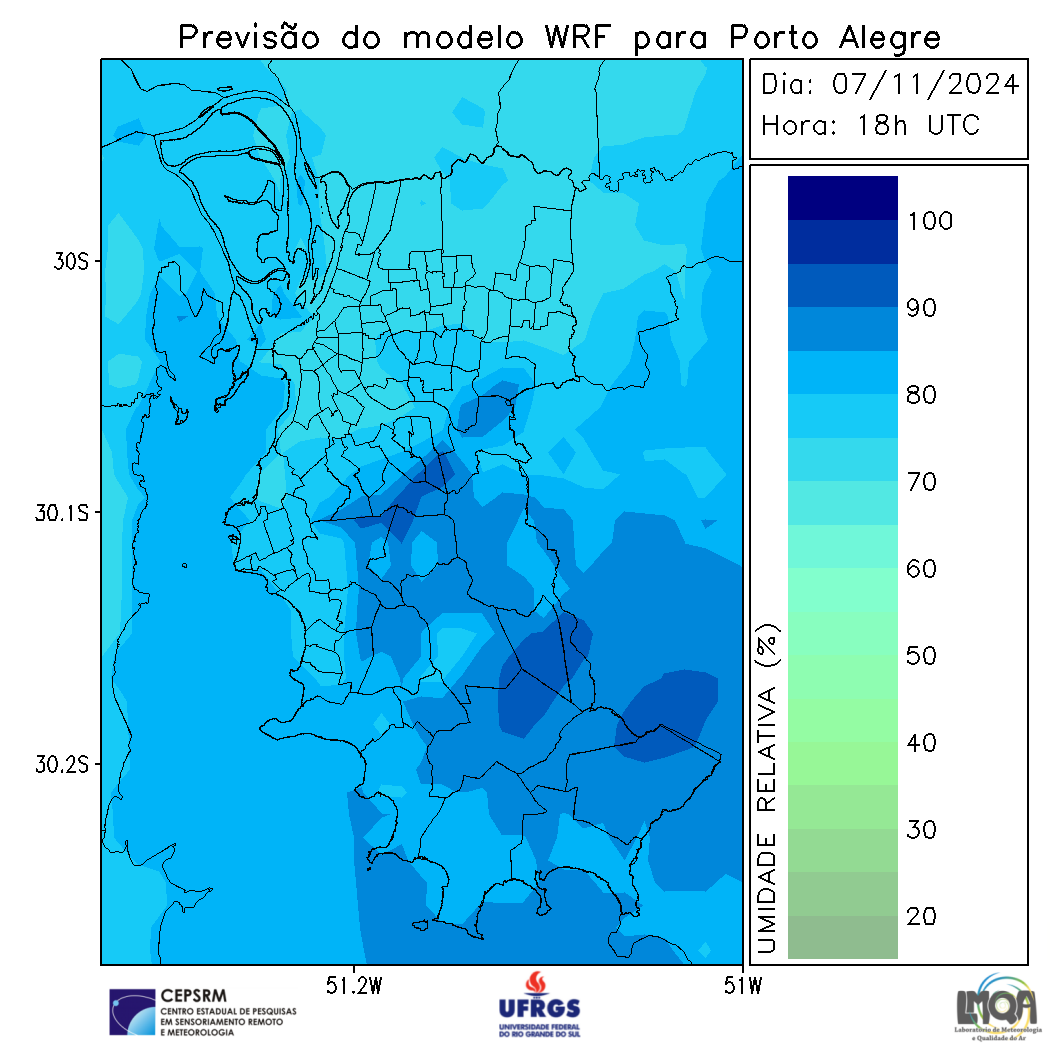 Previsão do modelo WRF para Porto Alegre
Dia: 07/11/2024
Hora: 18h UTC
30S
30.1S
30.2S
51.2W
51W
UMIDADE RELATIVA (%)
100
90
80
70
60
50
40
30
20
CEPSRM
CENTRO ESTADUAL DE PESQUISAS
EM SENSORIAMENTO REMOTO
E METEOROLOGIA
UFRGS
UNIVERSIDADE FEDERAL
DO RIO GRANDE DO SUL
LMQA
Laboratório de Meteorologia
e Qualidade do Ar